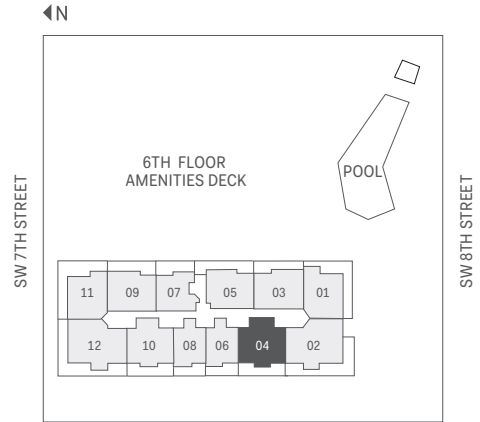 N
6TH FLOOR
AMENITIES DECK
POOL
SW 7TH STREET
SW 8TH STREET
11 09 07 05 03 01
12 10 08 06 04 02